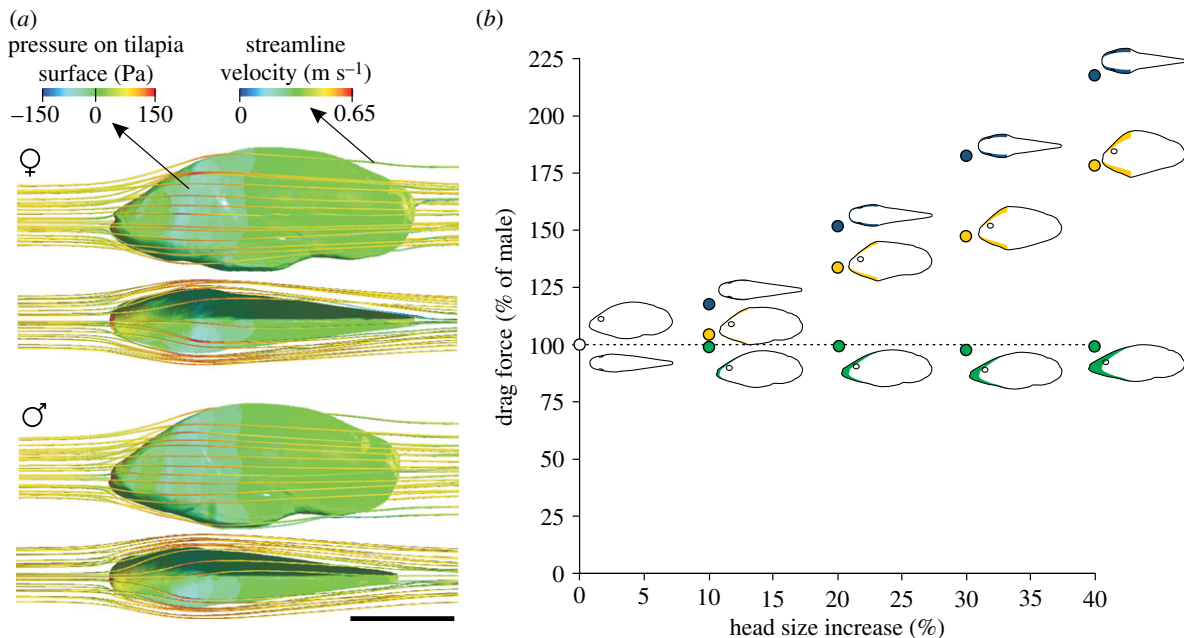 (a)
pressure on tilapia
surface (Pa)
−150 0 150
streamline
velocity (m s−1)
0 0.65
♀
♂
(b)
225
200
175
150
125
100
75
50
25
0
drag force (% of male)
0 5 10 15 20 25 30 35 40
head size increase (%)